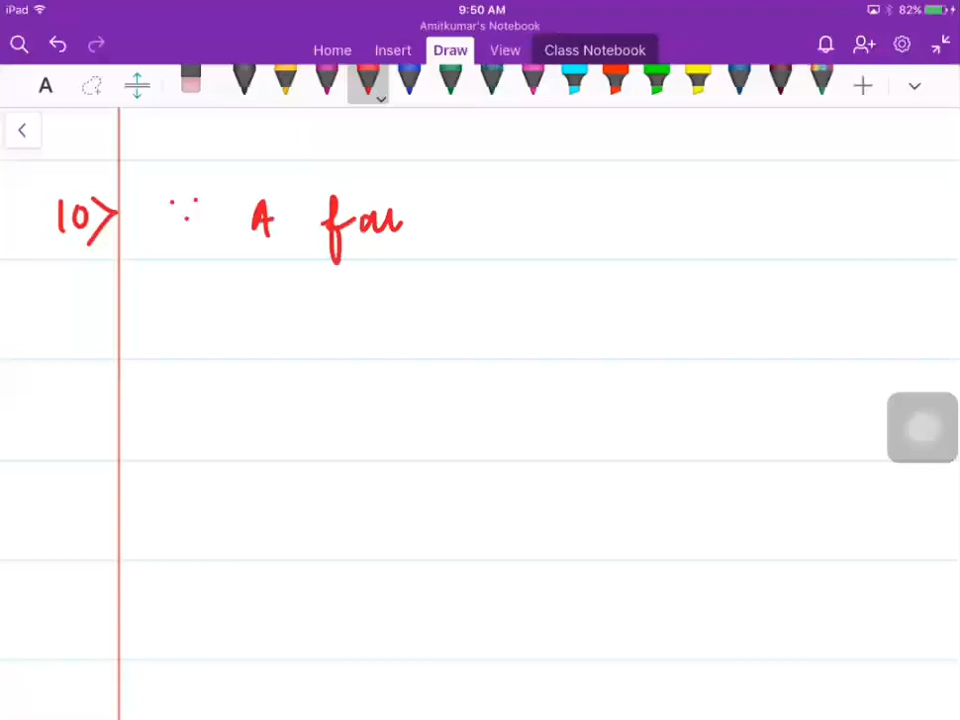 iPad 9:50 AM 82%
Amitkumar's Notebook
Home Insert Draw View Class Notebook
A
10> ∵ A fai